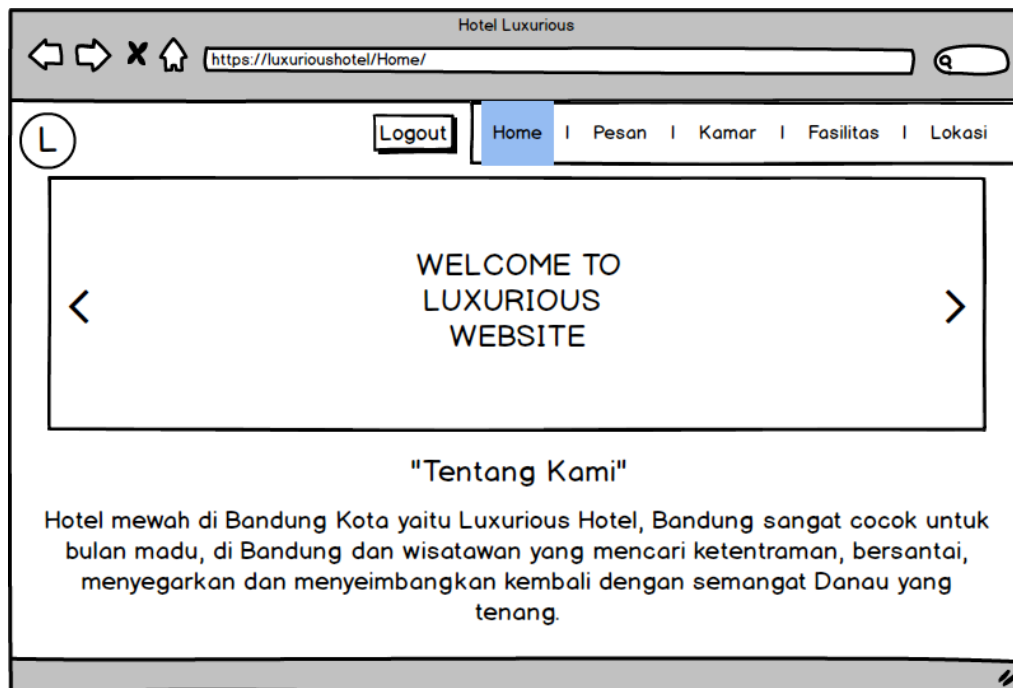 Hotel Luxurious
https://luxurioushotel/Home/
L
Logout
Home I Pesan I Kamar I Fasilitas I Lokasi
WELCOME TO
LUXURIOUS
WEBSITE
"Tentang Kami"
Hotel mewah di Bandung Kota yaitu Luxurious Hotel, Bandung sangat cocok untuk
bulan madu, di Bandung dan wisatawan yang mencari ketentraman, bersantai,
menyegarkan dan menyeimbangkan kembali dengan semangat Danau yang
tenang.